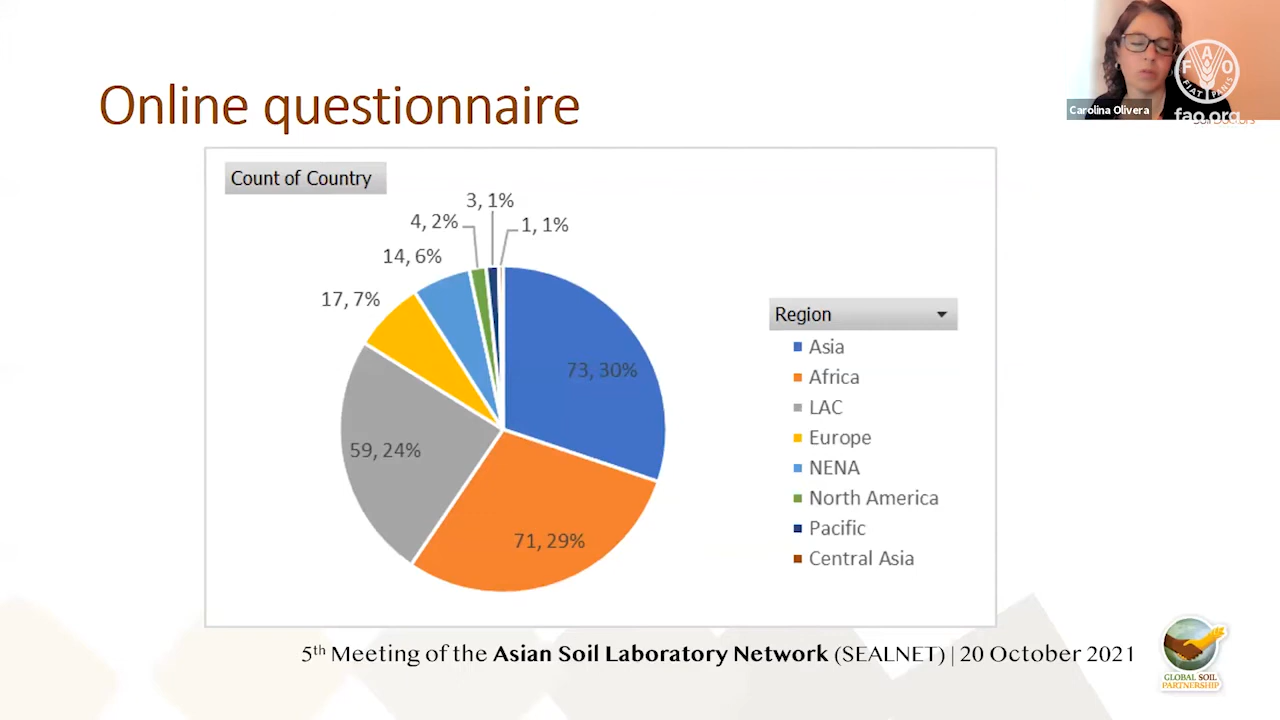 Online questionnaire
Carolina Olivera
F A O
FIAT PANIS
fao.org
Count of Country
3, 1%
4, 2%
1, 1%
14, 6%
17, 7%
73, 30%
59, 24%
71, 29%
Region
Asia
Africa
LAC
Europe
NENA
North America
Pacific
Central Asia
5th Meeting of the Asian Soil Laboratory Network (SEALNET) | 20 October 2021
GLOBAL SOIL
PARTNERSHIP